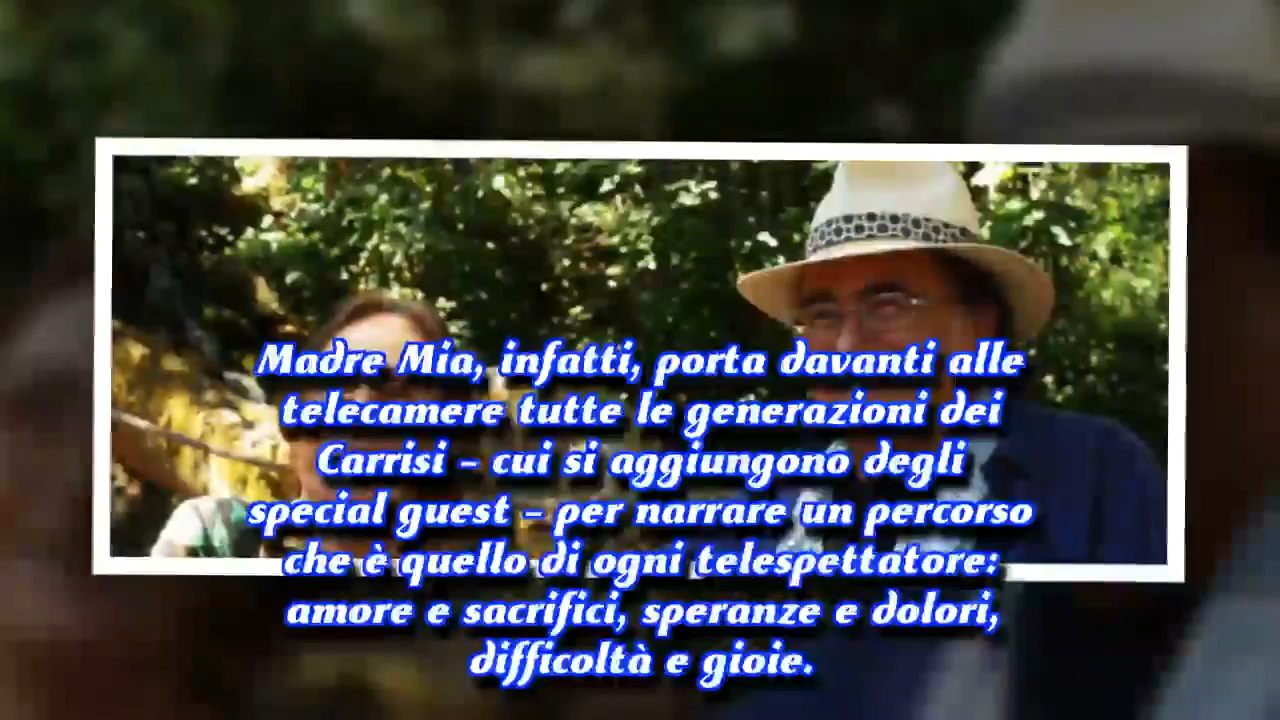 Madre Mia, infatti, porta davanti alle
telecamere tutte le generazioni dei
Carrisi - cui si aggiungono degli
special guest - per narrare un percorso
che è quello di ogni telespettatore:
amore e sacrifici, speranze e dolori,
difficoltà e gioie.